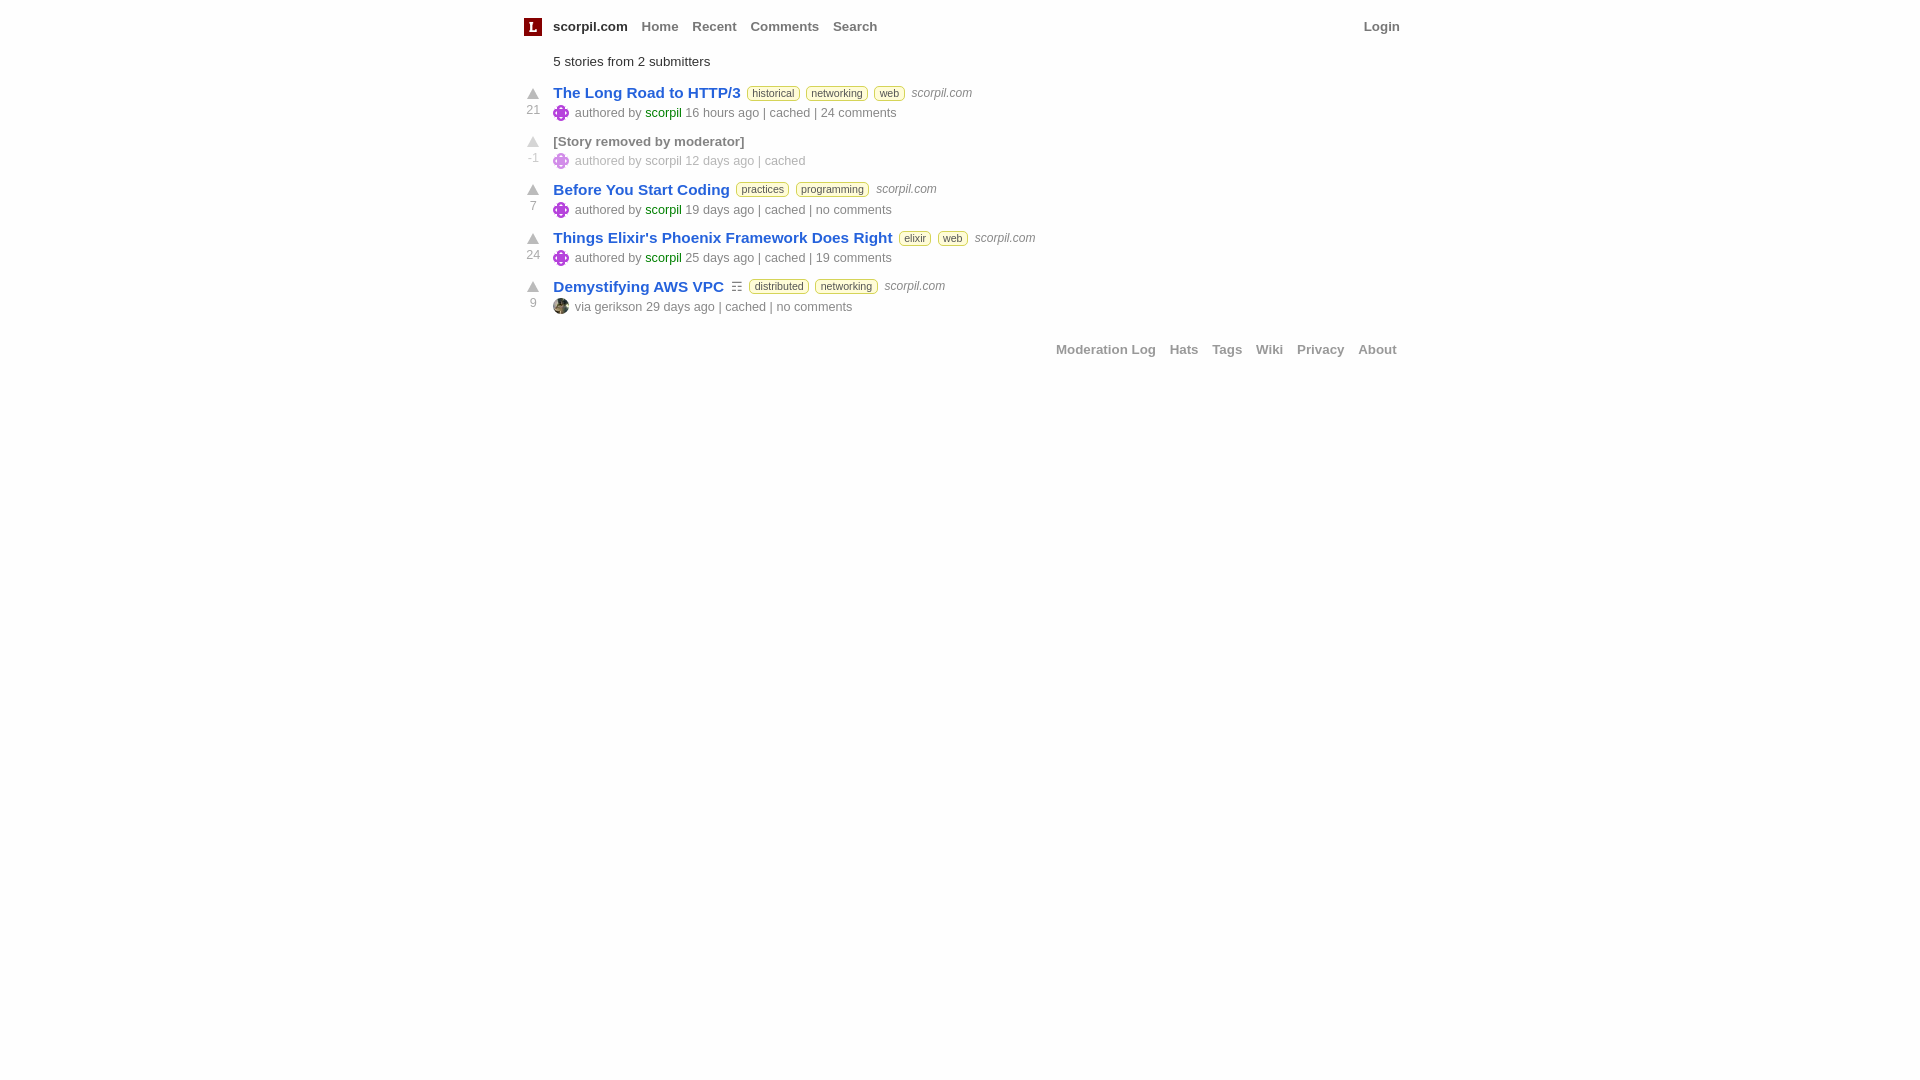 L scorpil.com Home Recent Comments Search Login
5 stories from 2 submitters
The Long Road to HTTP/3 historical networking web scorpil.com
21 authored by scorpil 16 hours ago | cached | 24 comments
[Story removed by moderator]
-1 authored by scorpil 12 days ago | cached
Before You Start Coding practices programming scorpil.com
7 authored by scorpil 19 days ago | cached | no comments
Things Elixir's Phoenix Framework Does Right elixir web scorpil.com
24 authored by scorpil 25 days ago | cached | 19 comments
Demystifying AWS VPC ☶ distributed networking scorpil.com
9 via gerikson 29 days ago | cached | no comments
Moderation Log Hats Tags Wiki Privacy About